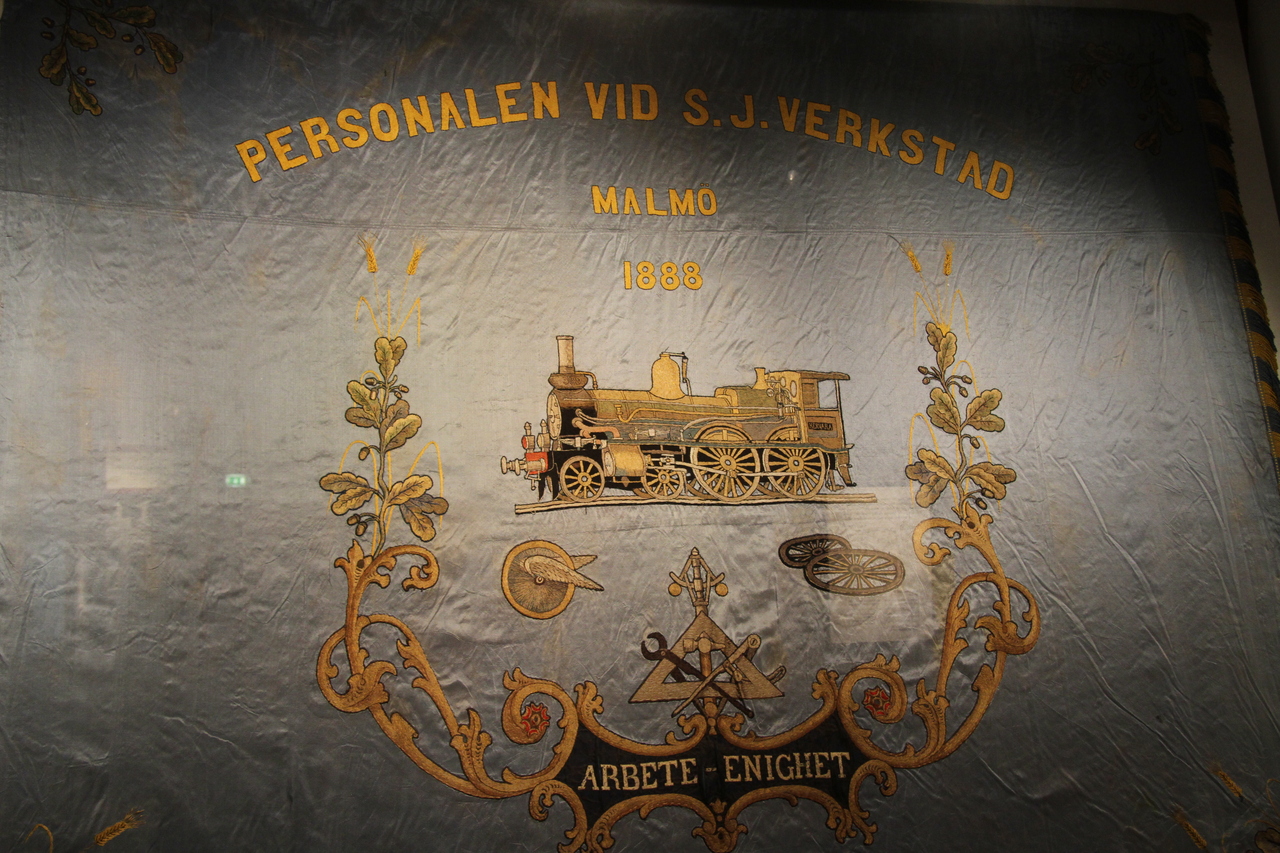 PERSONALEN VID S.J. VERKSTAD
MALMÖ
1888
ARBETE - ENIGHET